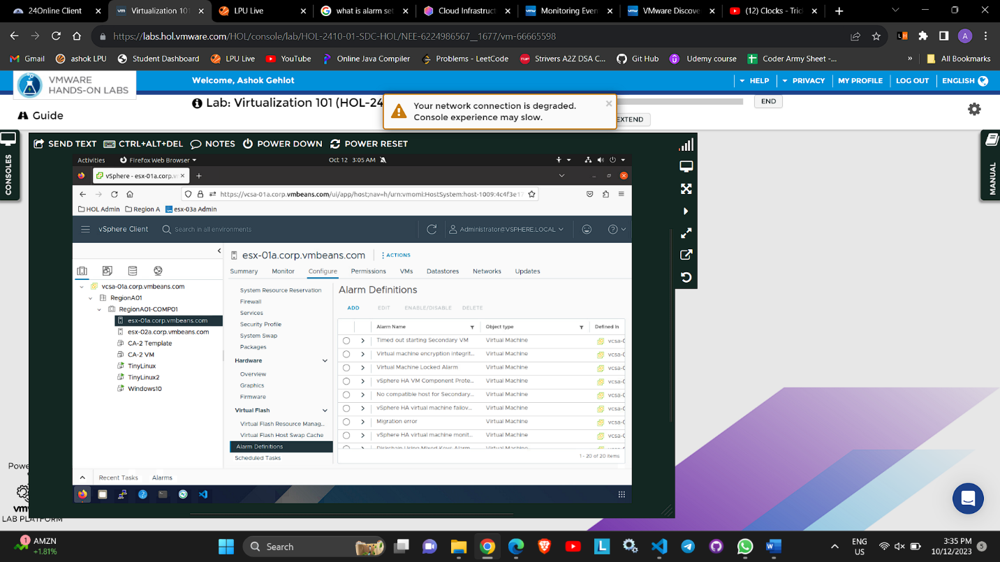 24Online Client
Virtualization 101
LPU Live
what is alarm set
Cloud Infrastruct
Monitoring Even
VMware Discove
(12) Clocks - Tric
https://labs.hol.vmware.com/HOL/console/lab/HOL-2410-01-SDC-HOL/NEE-6224986567__1677/vm-66665598
A
Gmail
ashok LPU
Student Dashboard
LPU Live
YouTube
Online Java Compiler
Problems - LeetCode
Strivers A2Z DSA C...
Git Hub
Udemy course
Coder Army Sheet -...
»
All Bookmarks
VMWARE
HANDS-ON LABS
Welcome, Ashok Gehlot
HELP
PRIVACY
MY PROFILE
LOG OUT
ENGLISH
Guide
Lab: Virtualization 101 (HOL-24
Your network connection is degraded.
Console experience may slow.
END
EXTEND
CONSOLES
MANUAL
SEND TEXT
CTRL+ALT+DEL
NOTES
POWER DOWN
POWER RESET
Activities
Firefox Web Browser
Oct 12 3:05 AM
vSphere - esx-01a.corp.v
https://vcsa-01a.corp.vmbeans.com/ui/app/host;nav=h/urn:vmomi:HostSystem:host-1009:4c4f3e17
HOL Admin
Region A
esx-03a Admin
vSphere Client
Search in all environments
Administrator@VSPHERE.LOCAL
vcsa-01a.corp.vmbeans.com
RegionA01
RegionA01-COMP01
esx-01a.corp.vmbeans.com
esx-02a.corp.vmbeans.com
CA-2 Template
CA-2 VM
TinyLinux
TinyLinux2
Windows10
esx-01a.corp.vmbeans.com
ACTIONS
Summary
Monitor
Configure
Permissions
VMs
Datastores
Networks
Updates
System Resource Reservation
Firewall
Services
Security Profile
System Swap
Packages
Hardware
Overview
Graphics
Firmware
Virtual Flash
Virtual Flash Resource Manag...
Virtual Flash Host Swap Cache
Alarm Definitions
Scheduled Tasks
Alarm Definitions
ADD
EDIT
ENABLE/DISABLE
DELETE
Alarm Name
Object type
Defined In
Timed out starting Secondary VM
Virtual Machine
vcsa-0
Virtual machine encryption integrit...
Virtual Machine
vcsa-0
Virtual Machine Locked Alarm
Virtual Machine
vcsa-0
vSphere HA VM Component Prote...
Virtual Machine
vcsa-0
No compatible host for Secondary...
Virtual Machine
vcsa-0
vSphere HA virtual machine failov...
Virtual Machine
vcsa-0
Migration error
Virtual Machine
vcsa-0
vSphere HA virtual machine monit...
Virtual Machine
vcsa-0
Diskchain Using Mixed Keys Alarm
Virtual Machine
1 - 20 of 20 items
Recent Tasks
Alarms
Powe
vmw
LAB PLATFORM
1
AMZN
+1.81%
Search
L
ENG
US
3:35 PM
10/12/2023
5